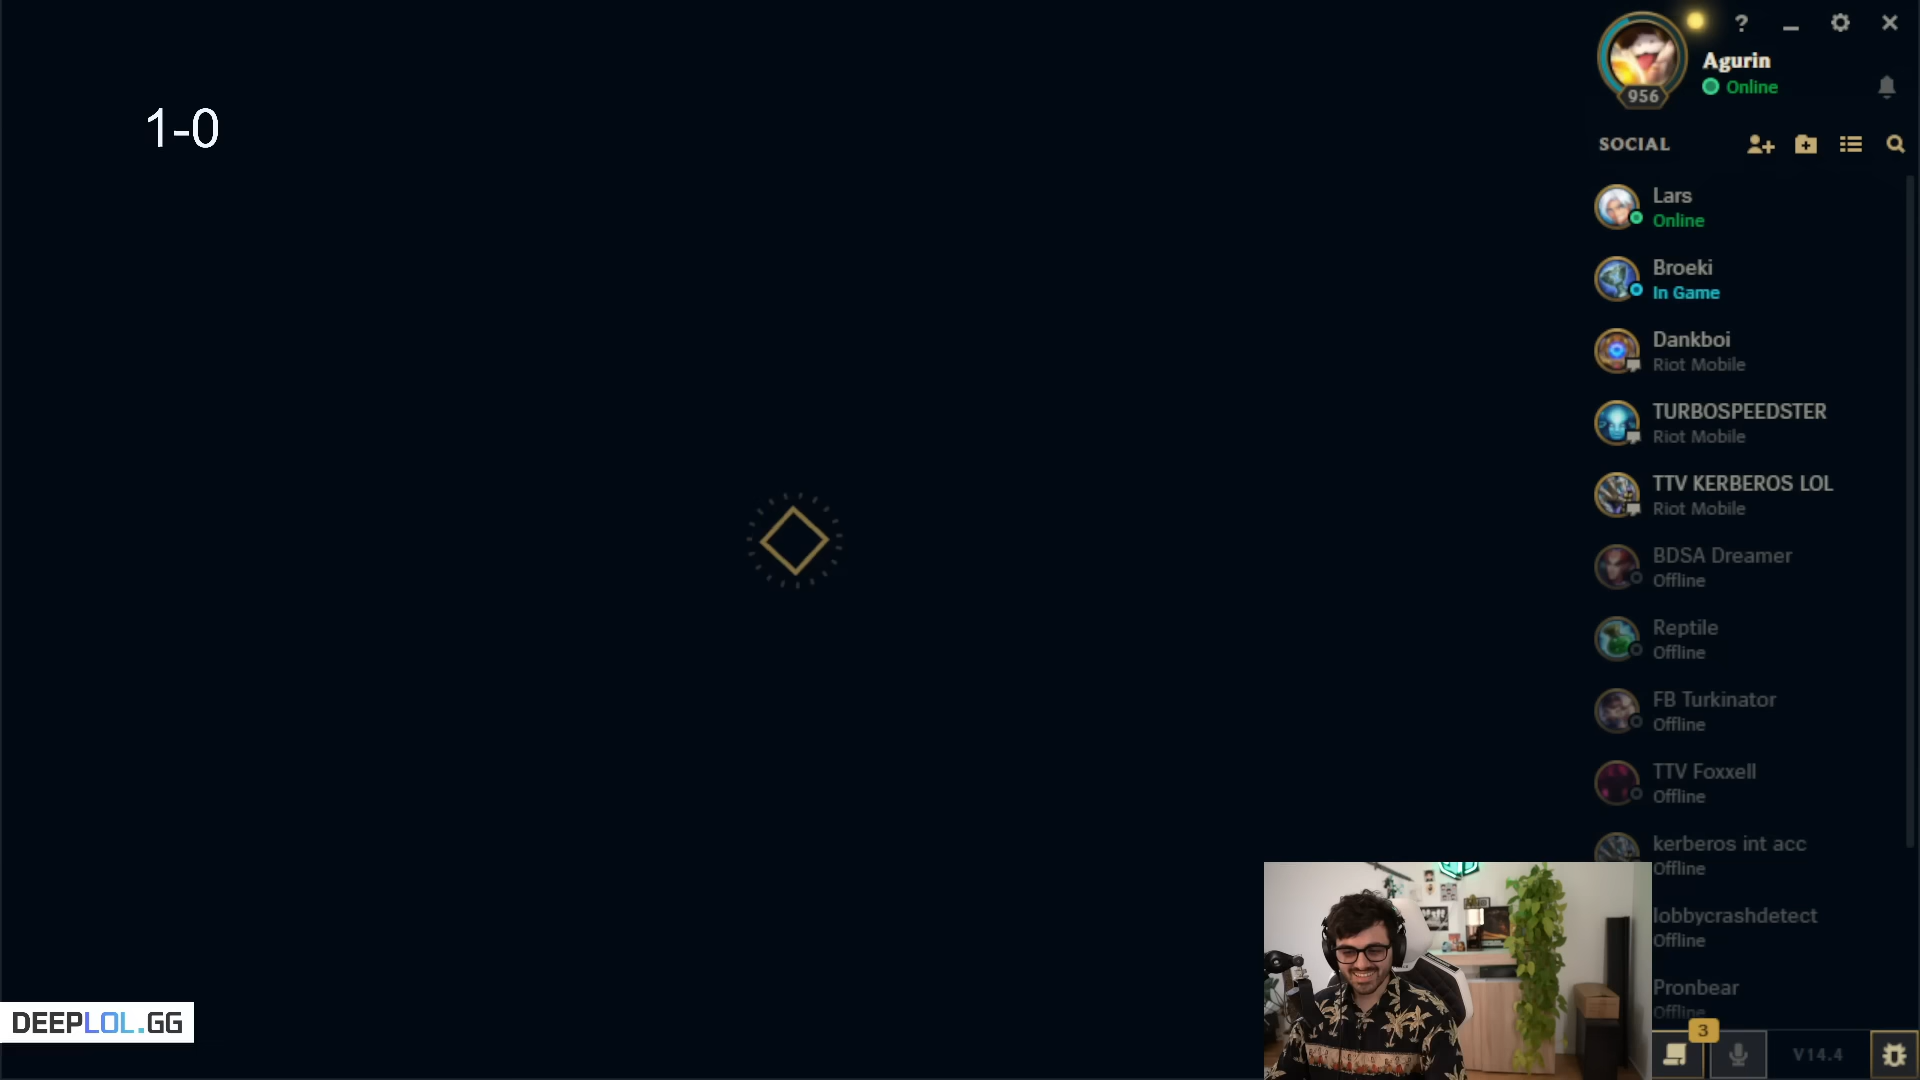 ?
Agurin
956
Online
1-0
SOCIAL
Lars
Online
Broeki
In Game
Dankboi
Riot Mobile
TURBOSPEEDSTER
Riot Mobile
TTV KERBEROS LOL
Riot Mobile
BDSA Dreamer
Offline
Reptile
Offline
FB Turkinator
Offline
TTV Foxxell
Offline
kerberos int acc
Offline
lobbycrashdetect
Offline
Pronbear
Offline
DEEPLOL.GG
3
V14.4